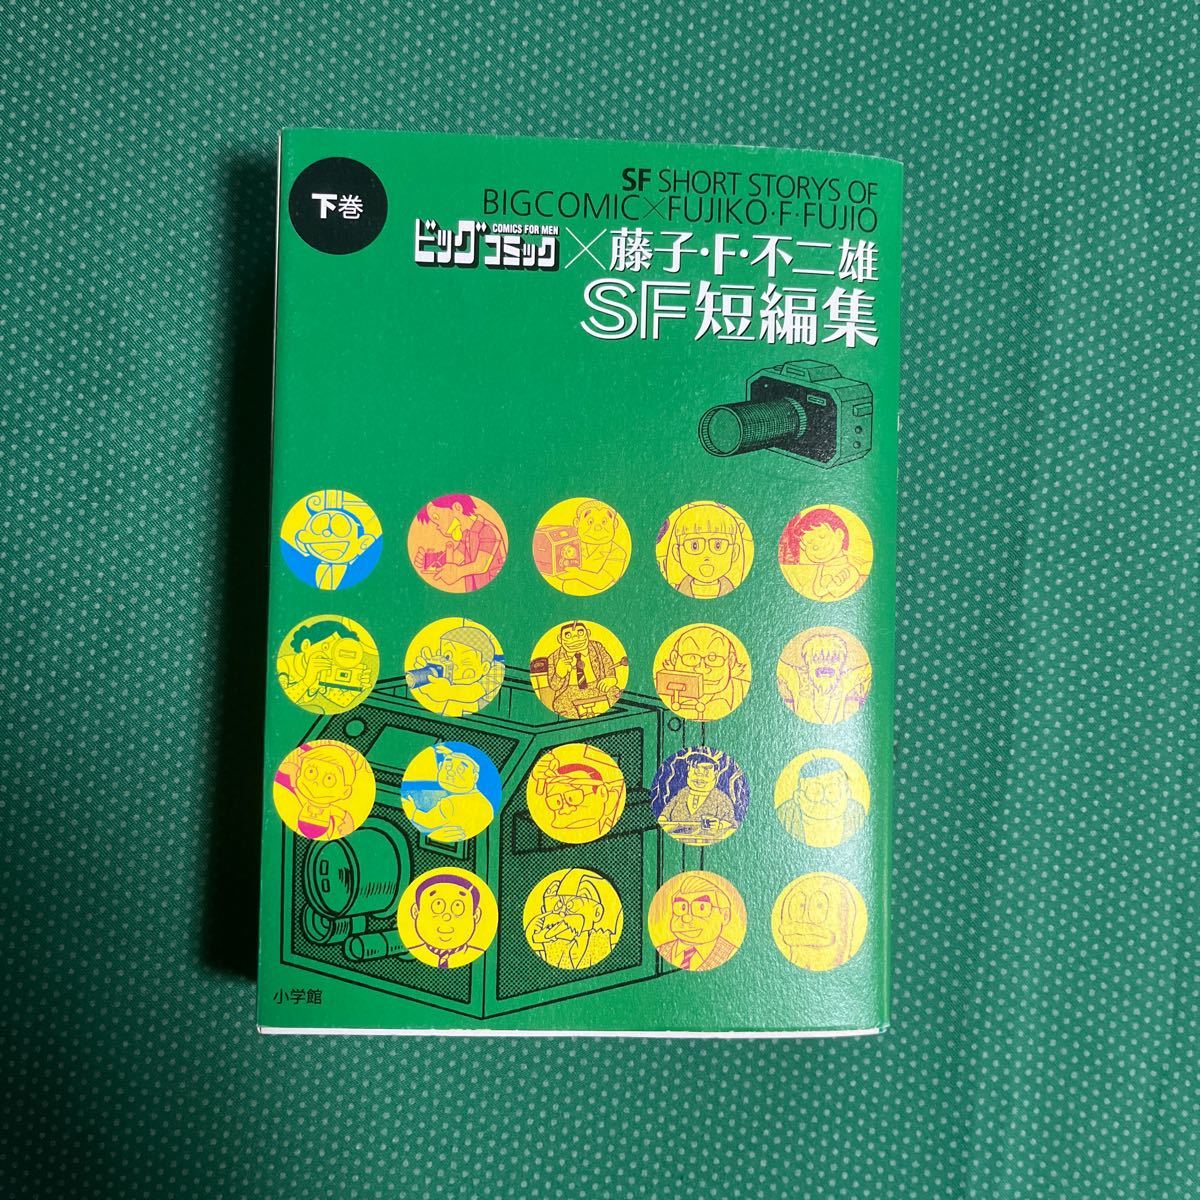 下巻
SF SHORT STORYS OF
BIGCOMIC×FUJIKO・F・FUJIO
COMICS FOR MEN
ビッグコミック×藤子・F・不二雄
SF短編集
小学館